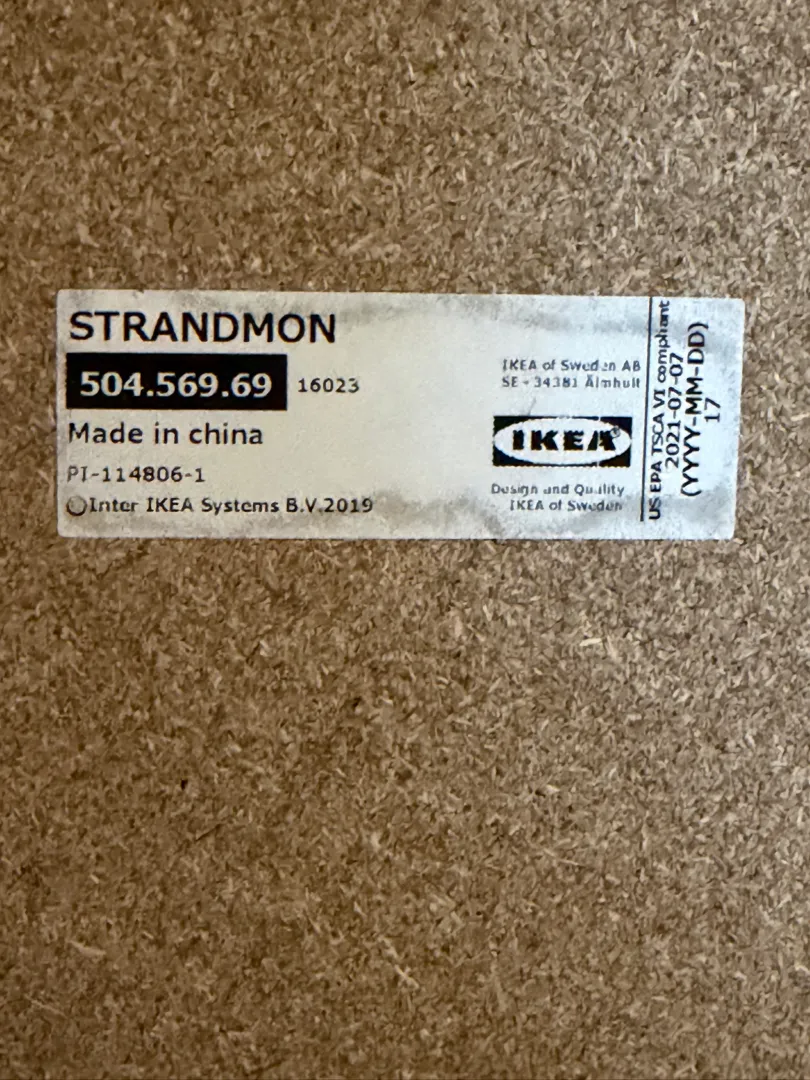 STRANDMON
504.569.69 16023
Made in china
PI-114806-1
Inter IKEA Systems B.V.2019
IKEA of Sweden AB
SE - 34381 Älmhult
IKEA®
Design and Quality
IKEA of Sweden
US EPA TSCA VI compliant
2021-07-07
(YYYY-MM-DD)
17